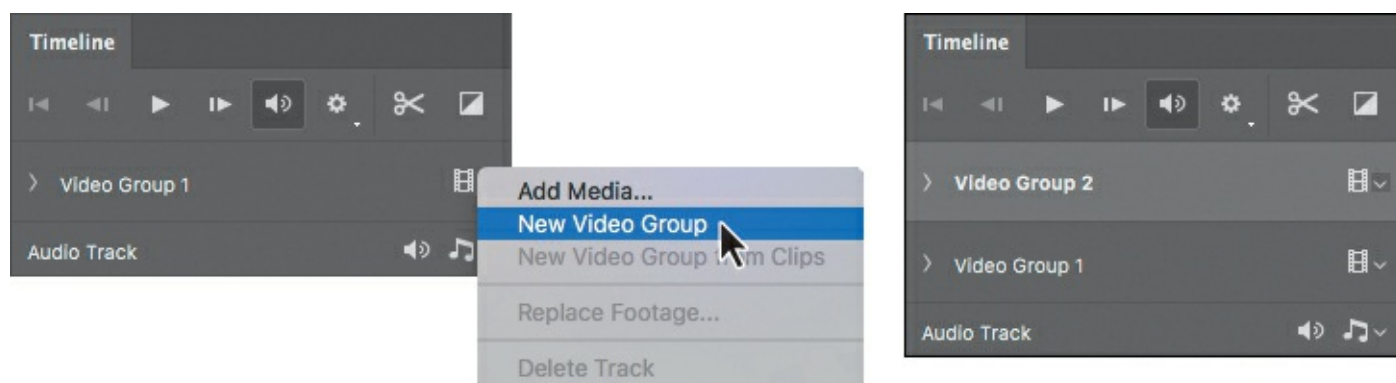 Timeline
Video Group 1
Audio Track
Add Media...
New Video Group
New Video Group from Clips
Replace Footage...
Delete Track
Timeline
Video Group 2
Video Group 1
Audio Track